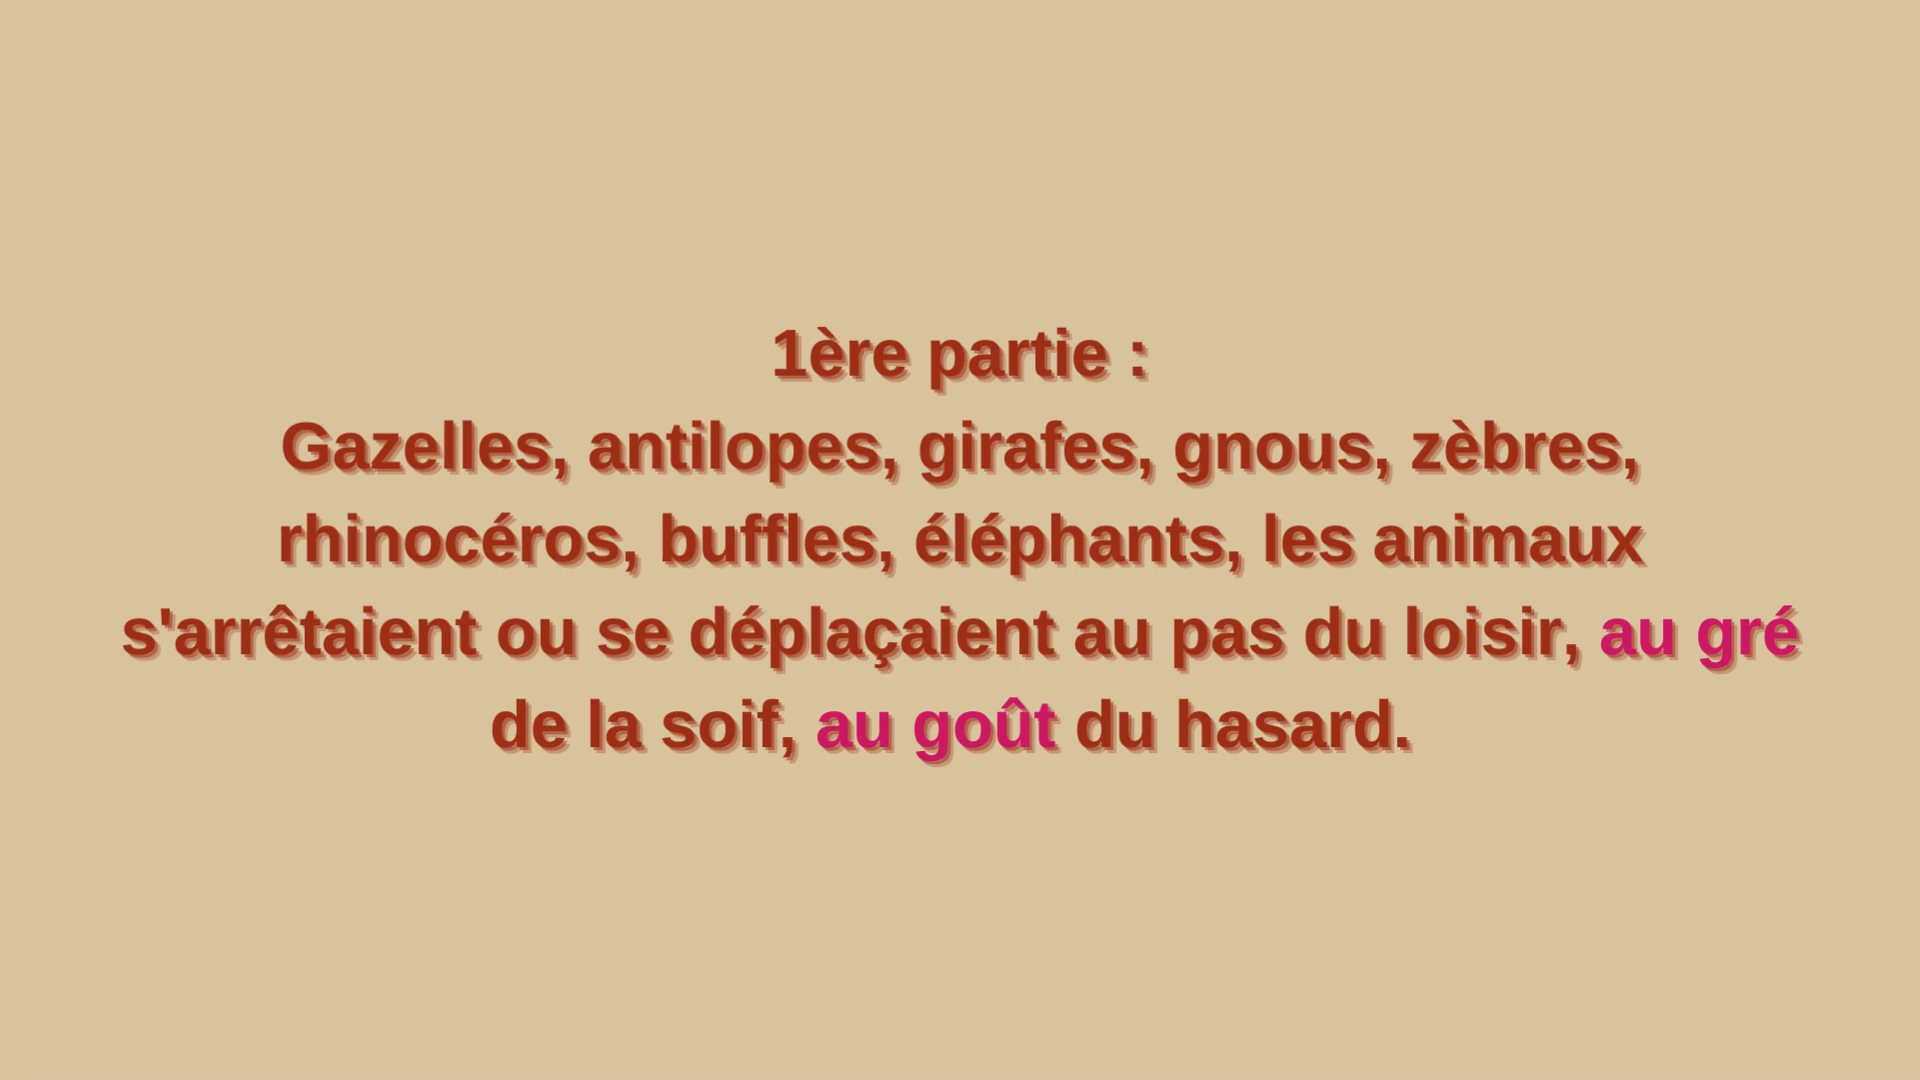 1ère partie :
Gazelles, antilopes, girafes, gnous, zèbres,
rhinocéros, buffles, éléphants, les animaux
s'arrêtaient ou se déplaçaient au pas du loisir, au gré
de la soif, au goût du hasard.